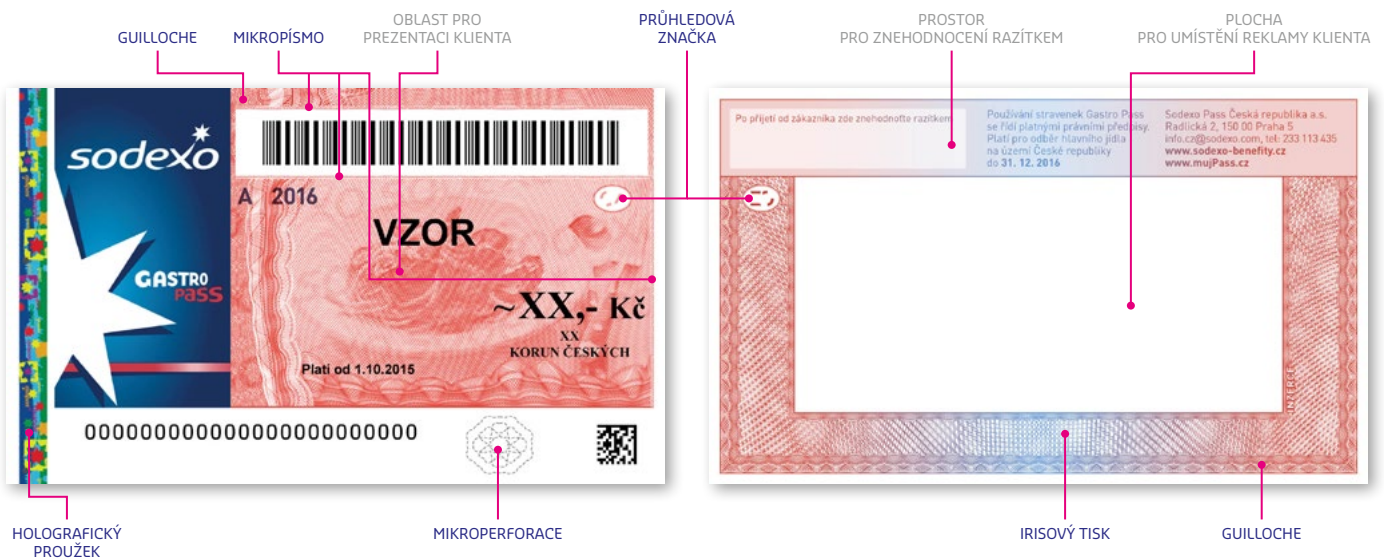 GUILLOCHE
MIKROPÍSMO
OBLAST PRO
PREZENTACI KLIENTA
PRŮHLEDOVÁ
ZNAČKA
PROSTOR
PRO ZNEHODNOCENÍ RAZÍTKEM
PLOCHA
PRO UMÍSTĚNÍ REKLAMY KLIENTA
sodexo
A 2016
VZOR
GASTRO
Pass
~XX,- Kč
XX
KORUN ČESKÝCH
Platí od 1.10.2015
000000000000000000000000
Po přijetí od zákazníka zde znehodnoťte razítkem
Používání stravenek Gastro Pass
se řídí platnými právními předpisy.
Platí pro odběr hlavního jídla
na území České republiky
do 31. 12. 2016
Sodexo Pass Česká republika a.s.
Radlická 2, 150 00 Praha 5
info.cz@sodexo.com, tel: 233 113 435
www.sodexo-benefity.cz
www.mujPass.cz
INZERCE
HOLOGRAFICKÝ
PROUŽEK
MIKROPERFORACE
IRISOVÝ TISK
GUILLOCHE